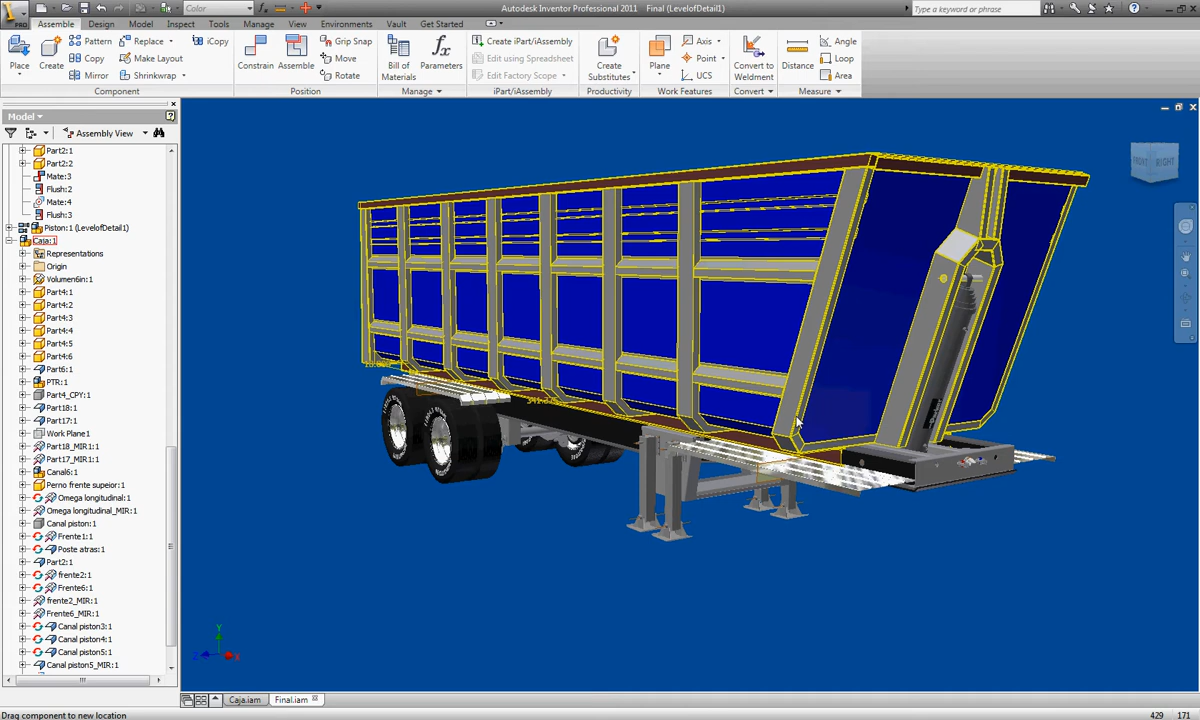 PRO
Color
Autodesk Inventor Professional 2011 Final (LevelofDetail1)
Type a keyword or phrase
Assemble Design Model Inspect Tools Manage View Environments Vault Get Started
Place
Create
Pattern
Copy
Mirror
Replace
Make Layout
Shrinkwrap
iCopy
Component
Constrain
Assemble
Grip Snap
Move
Rotate
Position
Bill of
Materials
Parameters
Manage
Create iPart/iAssembly
Edit using Spreadsheet
Edit Factory Scope
iPart/iAssembly
Create
Substitutes
Productivity
Plane
Axis
Point
UCS
Work Features
Convert to
Weldment
Convert
Distance
Angle
Loop
Area
Measure
Model
Assembly View
Part2:1
Part2:2
Mate:3
Flush:2
Mate:4
Flush:3
Piston:1 (LevelofDetail1)
Caja:1
Representations
Origin
Volumen6in:1
Part4:1
Part4:2
Part4:3
Part4:4
Part4:5
Part4:6
Part6:1
PTR:1
Part4_CPY:1
Part18:1
Part17:1
Work Plane1
Part18_MIR1:1
Part17_MIR1:1
Canal6:1
Perno frente supeior:1
Omega longitudinal:1
Omega longitudinal_MIR:1
Canal piston:1
Frente1:1
Poste atras:1
Part2:1
frente2:1
Frente6:1
frente2_MIR:1
Frente6_MIR:1
Canal piston3:1
Canal piston4:1
Canal piston5:1
Canal piston5_MIR:1
FRONT RIGHT
Y
Z
X
Caja.iam
Final.iam
Drag component to new location
429 171